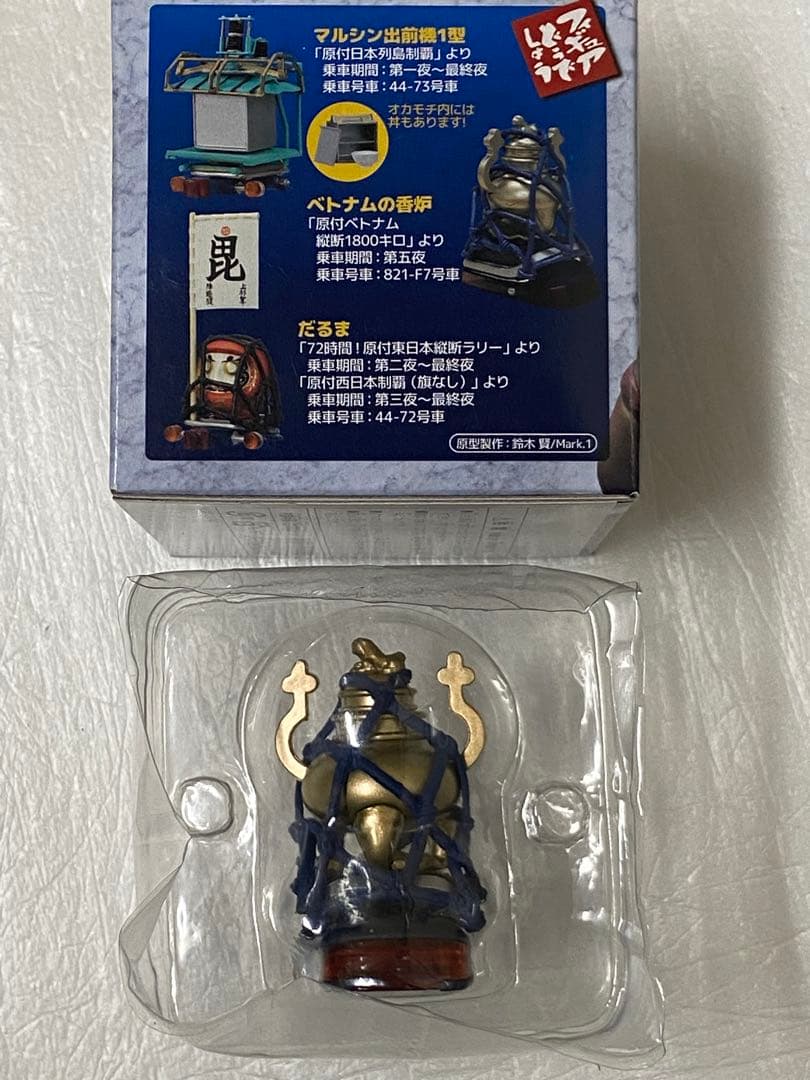 マルシン出前機1型
「原付日本列島制覇」より
乗車期間：第一夜～最終夜
乗車号車：44-73号車
オカモチ内には
丼もあります!
フィギュア
どうで
しょう
ベトナムの香炉
「原付ベトナム
縦断1800キロ」より
乗車期間：第五夜
乗車号車：821-F7号車
毘
だるま
「72時間！原付東日本縦断ラリー」より
乗車期間：第二夜～最終夜
「原付西日本制覇（旗なし）」より
乗車期間：第三夜～最終夜
乗車号車：44-72号車
原型製作：鈴木 賢/Mark.1